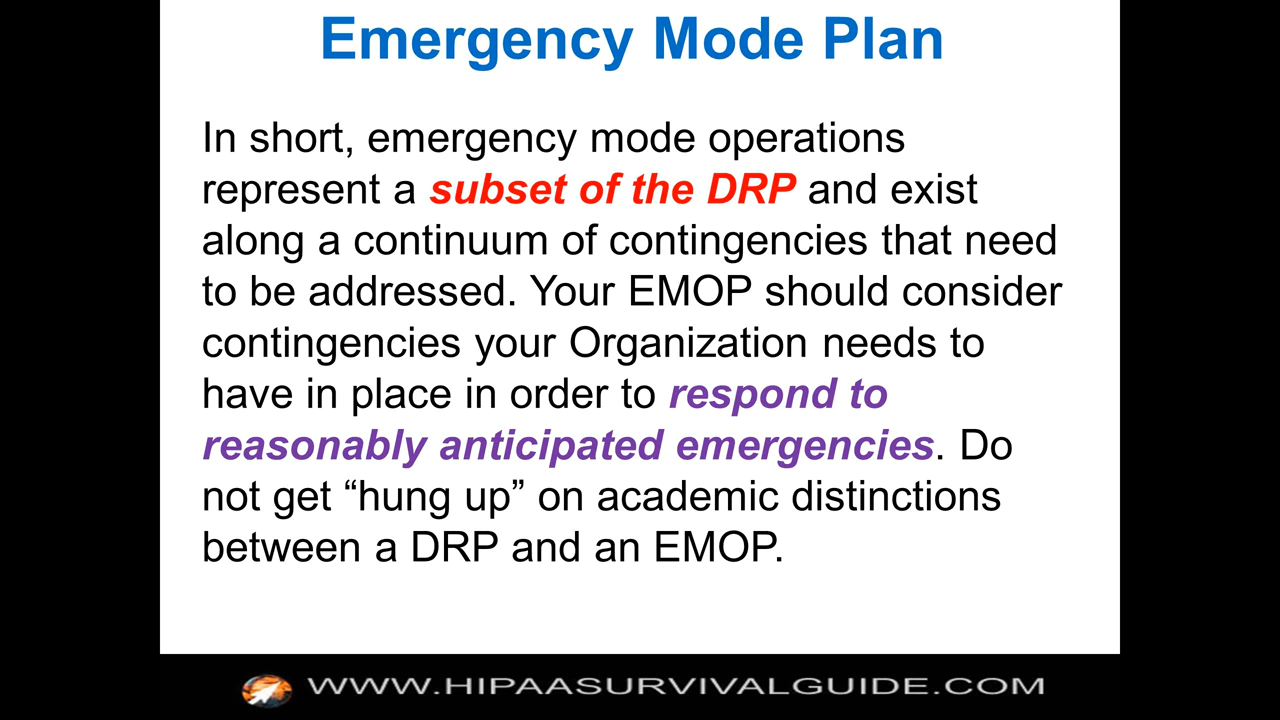 Emergency Mode Plan
In short, emergency mode operations
represent a subset of the DRP and exist
along a continuum of contingencies that need
to be addressed. Your EMOP should consider
contingencies your Organization needs to
have in place in order to respond to
reasonably anticipated emergencies. Do
not get “hung up” on academic distinctions
between a DRP and an EMOP.
WWW.HIPAASURVIVALGUIDE.COM